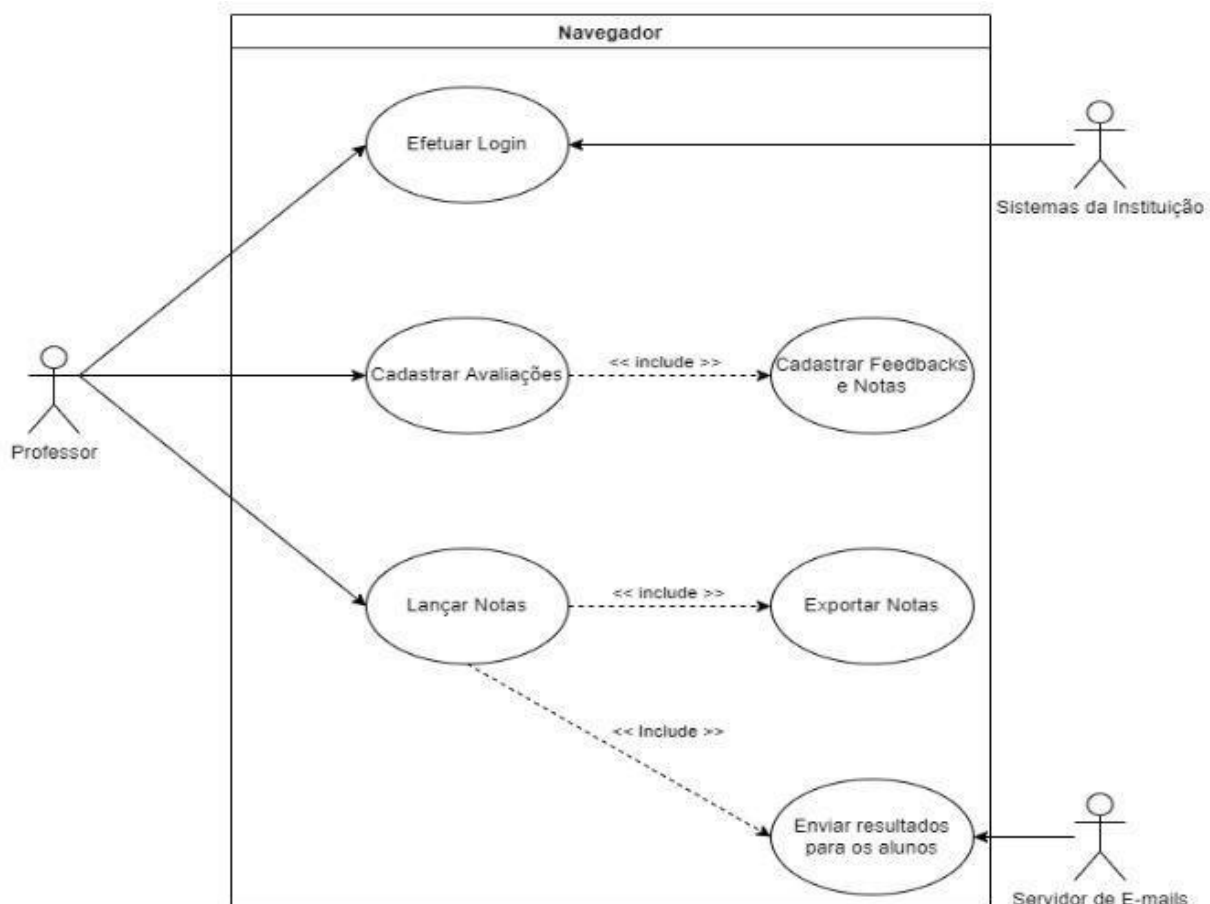 Navegador
Efetuar Login
Sistemas da Instituição
Cadastrar Avaliações
<< include >>
Cadastrar Feedbacks
e Notas
Professor
Lançar Notas
<< include >>
Exportar Notas
<< Include >>
Enviar resultados
para os alunos
Servidor de E-mails